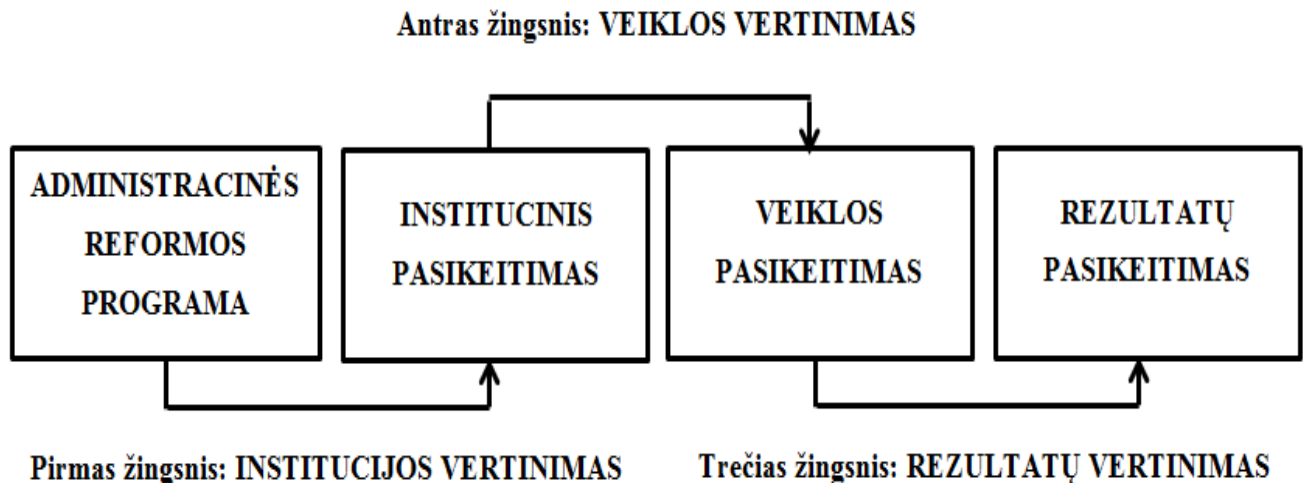 Antras žingsnis: VEIKLOS VERTINIMAS
ADMINISTRACINĖS
REFORMOS
PROGRAMA
INSTITUCINIS
PASIKEITIMAS
VEIKLOS
PASIKEITIMAS
REZULTATŲ
PASIKEITIMAS
Pirmas žingsnis: INSTITUCIJOS VERTINIMAS
Trečias žingsnis: REZULTATŲ VERTINIMAS